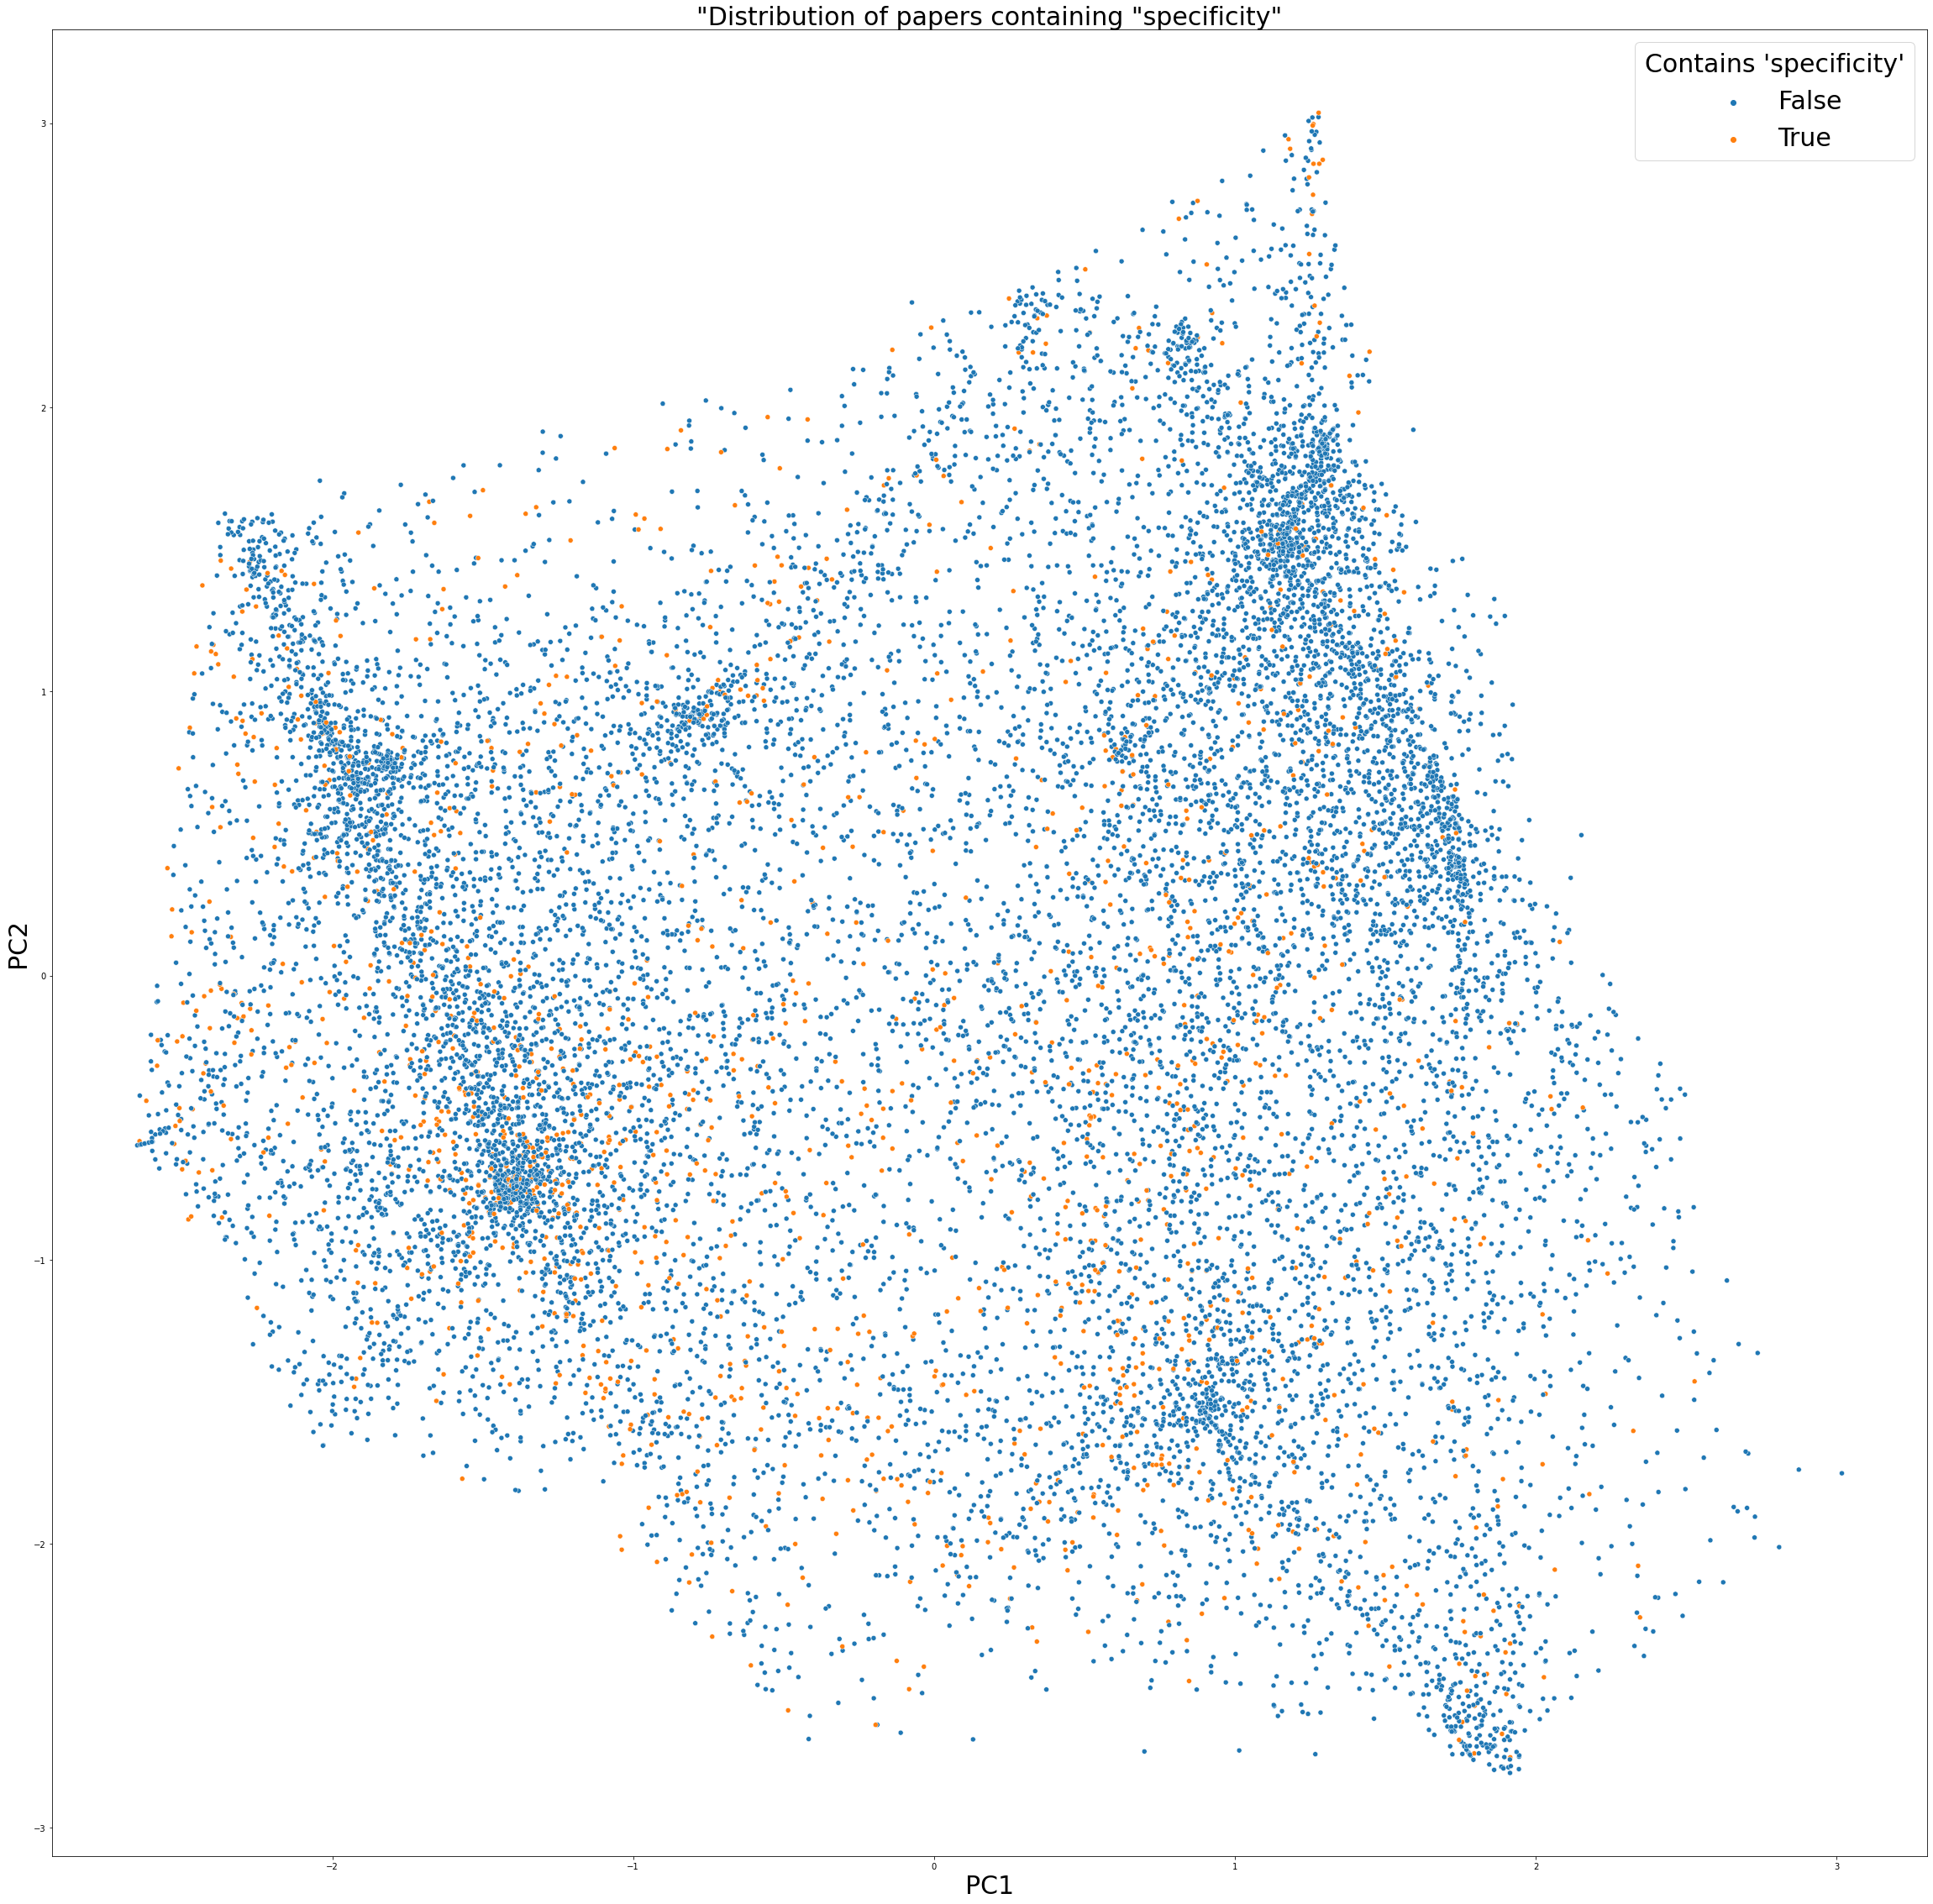 "Distribution of papers containing "specificity"
Contains 'specificity'
False
True
3
2
1
0
−1
−2
−3
PC2
−2
−1
0
1
2
3
PC1